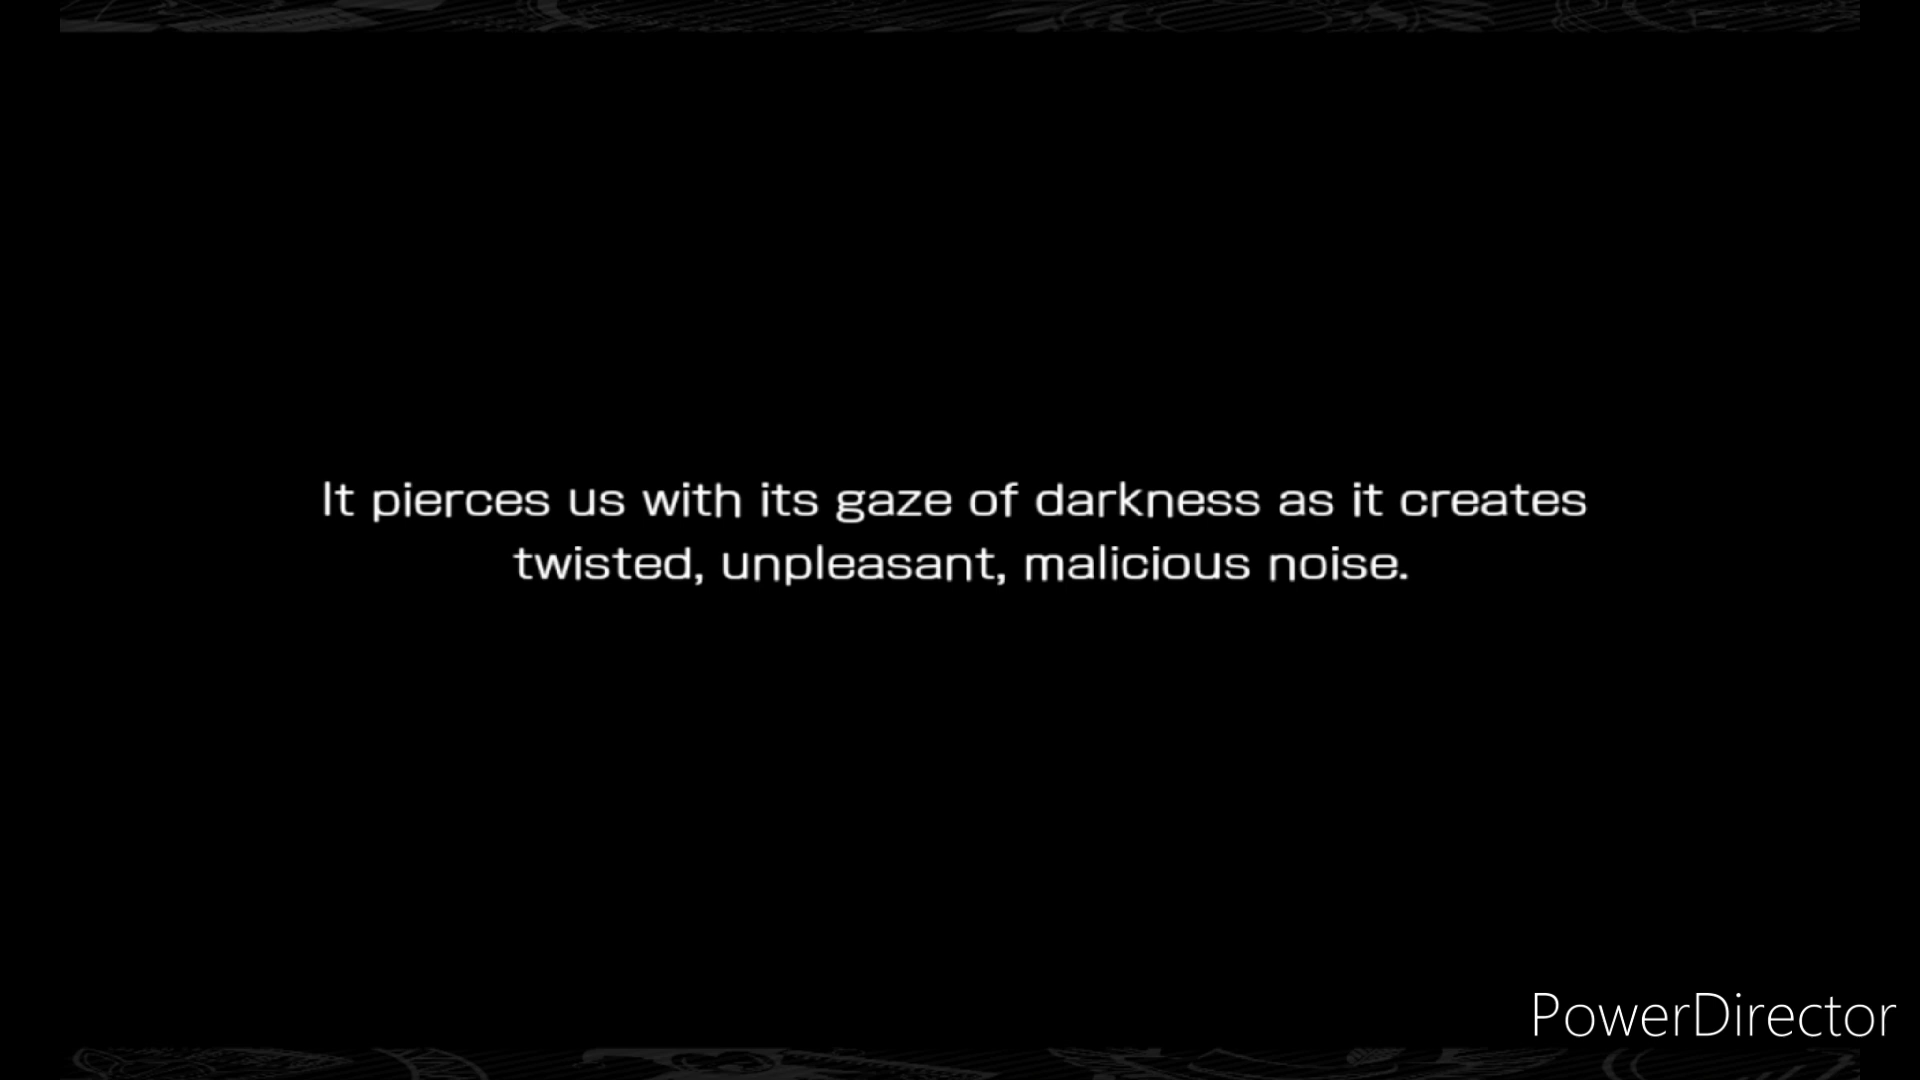 It pierces us with its gaze of darkness as it creates
twisted, unpleasant, malicious noise.
PowerDirector